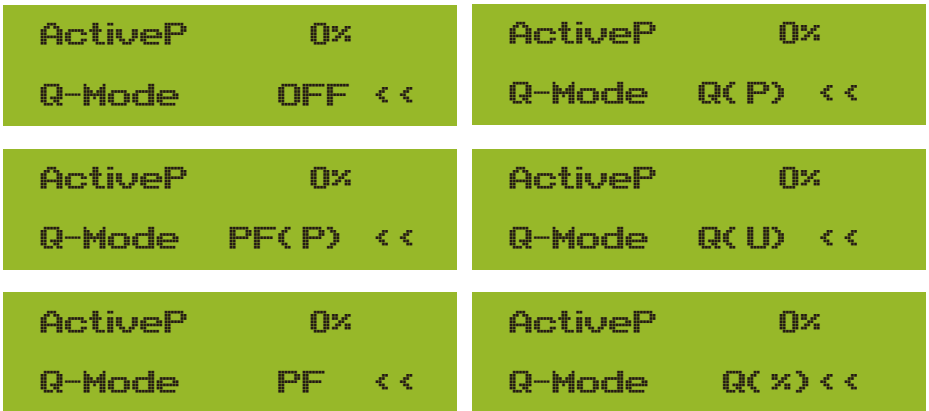 ActiveP 0%
Q-Mode OFF <<
ActiveP 0%
Q-Mode Q(P) <<
ActiveP 0%
Q-Mode PF(P) <<
ActiveP 0%
Q-Mode Q(U) <<
ActiveP 0%
Q-Mode PF <<
ActiveP 0%
Q-Mode Q(%)<<